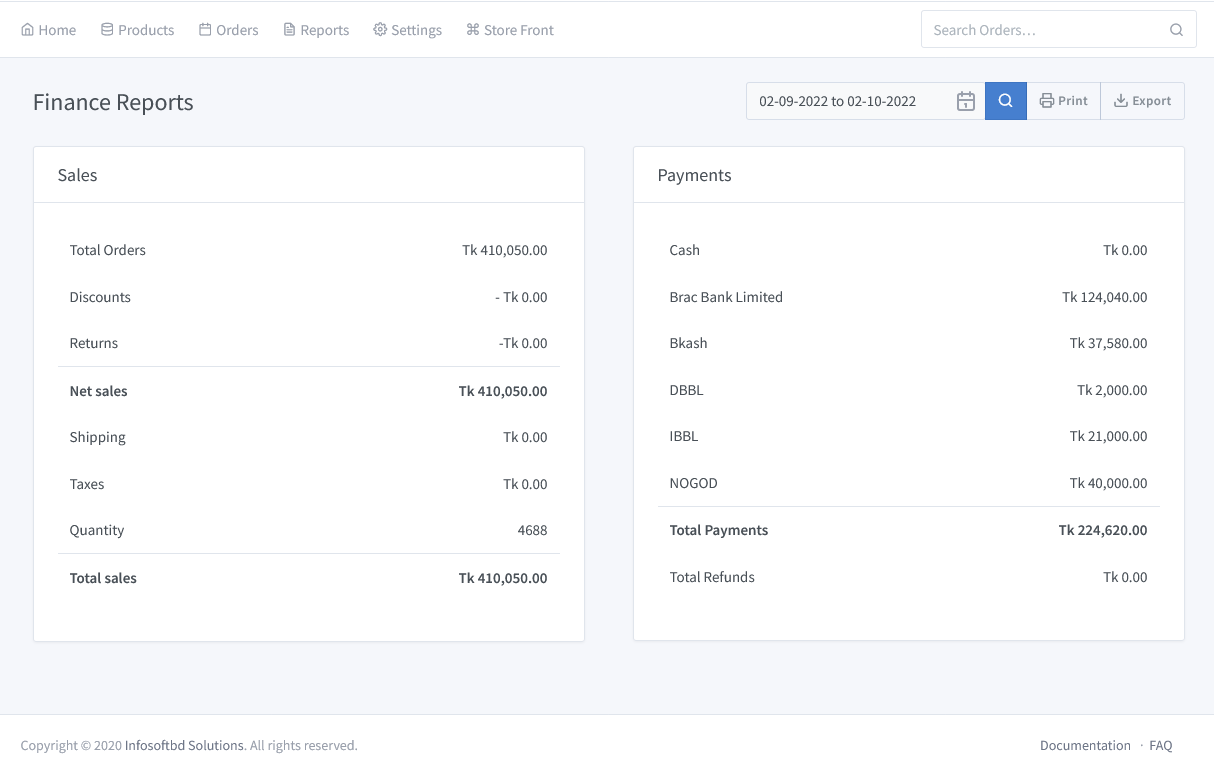 Home Products Orders Reports Settings Store Front Search Orders...
Finance Reports 02-09-2022 to 02-10-2022 Print Export
Sales
Total Orders Tk 410,050.00
Discounts - Tk 0.00
Returns -Tk 0.00
Net sales Tk 410,050.00
Shipping Tk 0.00
Taxes Tk 0.00
Quantity 4688
Total sales Tk 410,050.00
Payments
Cash Tk 0.00
Brac Bank Limited Tk 124,040.00
Bkash Tk 37,580.00
DBBL Tk 2,000.00
IBBL Tk 21,000.00
NOGOD Tk 40,000.00
Total Payments Tk 224,620.00
Total Refunds Tk 0.00
Copyright © 2020 Infosoftbd Solutions. All rights reserved. Documentation · FAQ